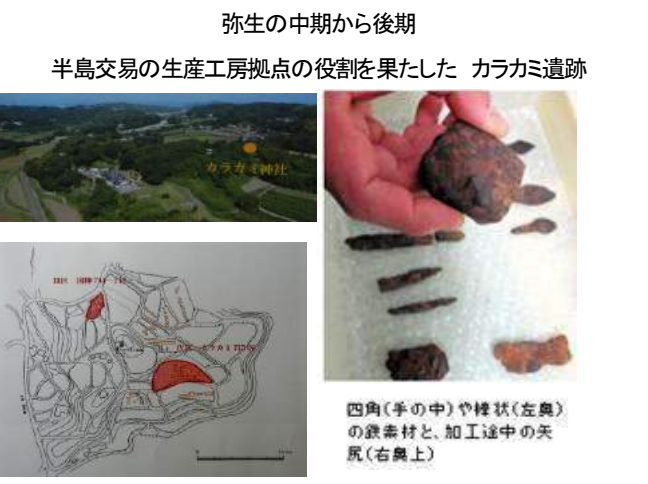 弥生の中期から後期
半島交易の生産工房拠点の役割を果たした カラカミ遺跡
カラカミ神社
四角(手の中)や棒状(左奥)
の鉄素材と、加工途中の矢
尻(右奥上)